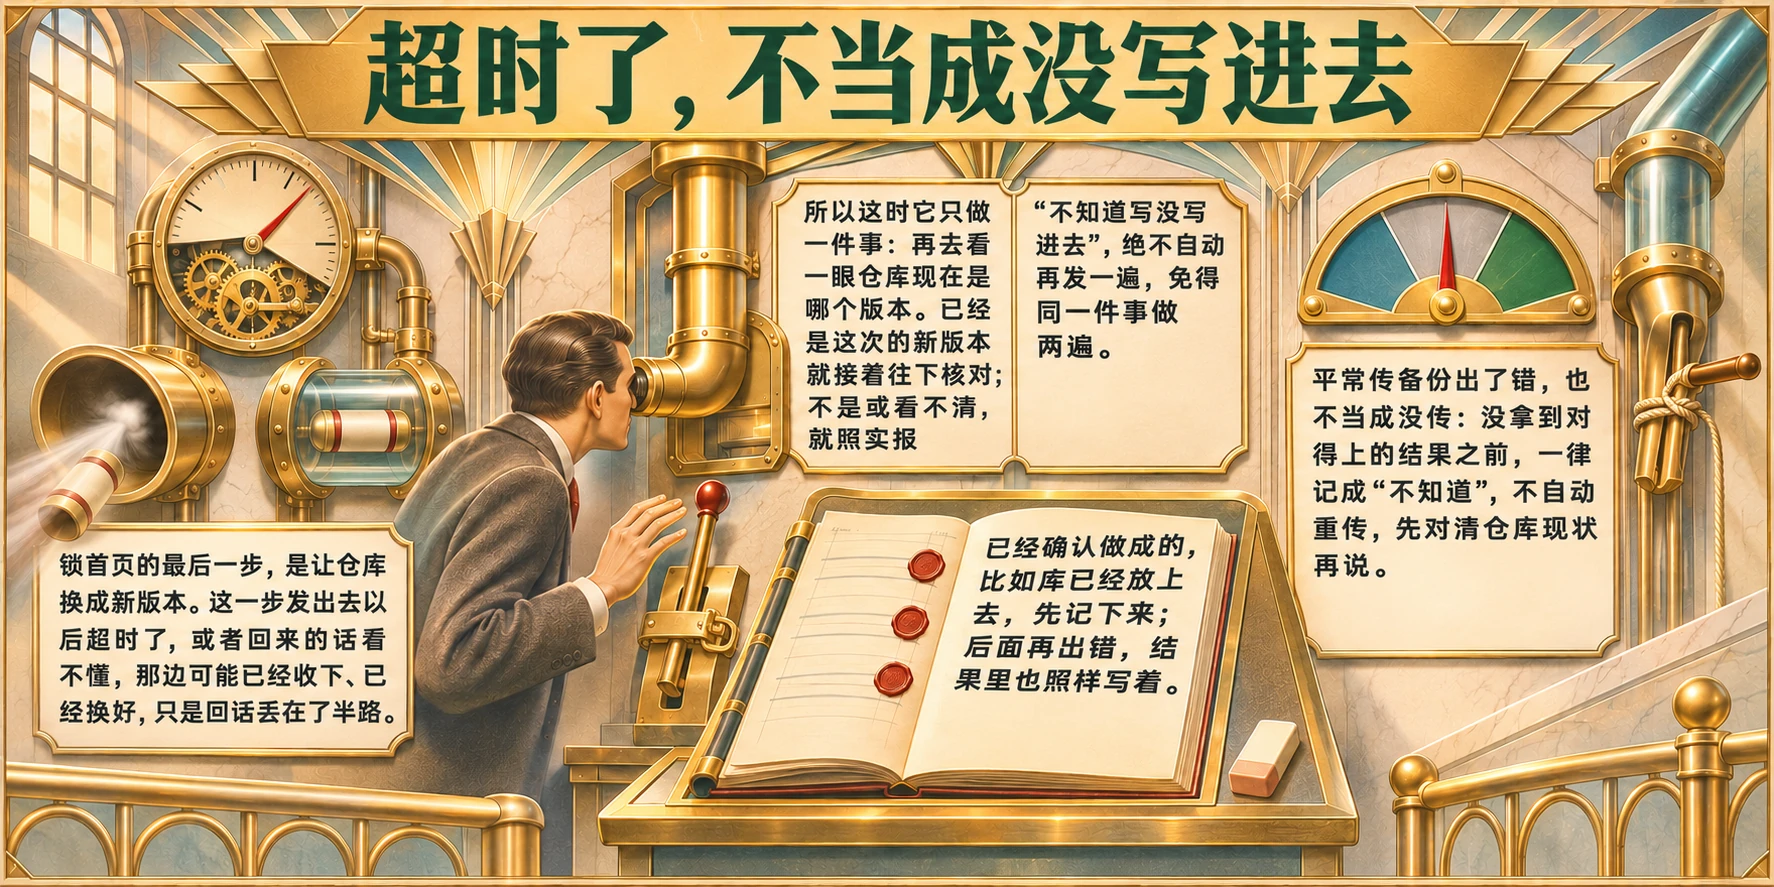 超时了，不当成没写进去
锁首页的最后一步，是让仓库
换成新版本。这一步发出去以
后超时了，或者回来的话看
不懂，那边可能已经收下、已
经换好，只是回话丢在了半路。
所以这时它只做
一件事：再去看
一眼仓库现在是
哪个版本。已经
是这次的新版本
就接着往下核对；
不是或看不清，
就照实报
“不知道写没写
进去”，绝不自动
再发一遍，免得
同一件事做
两遍。
已经确认做成的，
比如库已经放上
去，先记下来；
后面再出错，结
果里也照样写着。
平常传备份出了错，也
不当成没传：没拿到对
得上的结果之前，一律
记成“不知道”，不自动
重传，先对清仓库现状
再说。